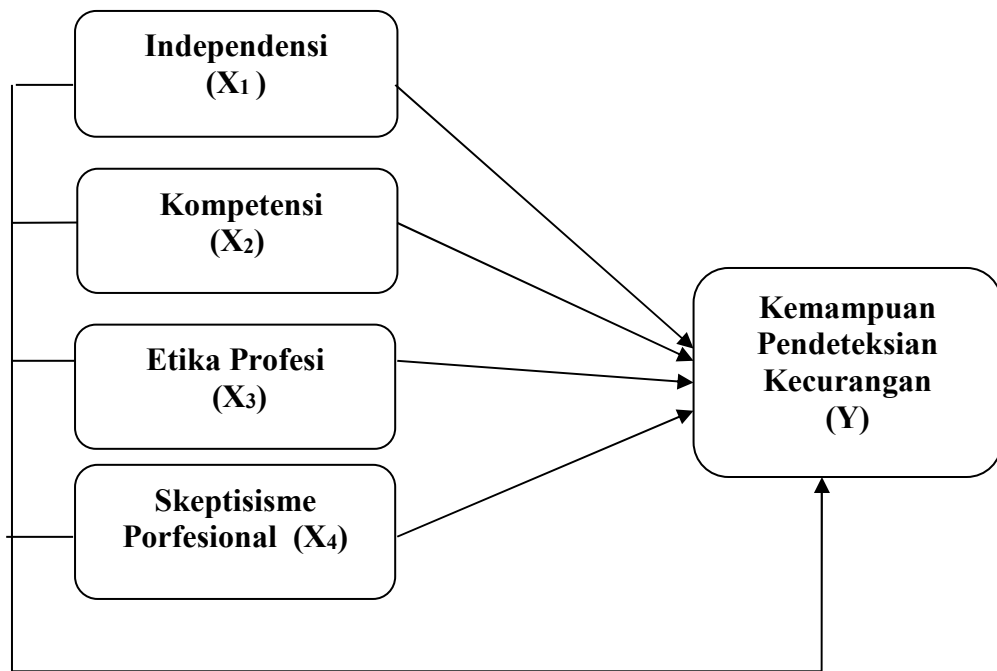 Independensi
(X₁ )
Kompetensi
(X₂)
Etika Profesi
(X₃)
Skeptisisme
Porfesional (X₄)
Kemampuan
Pendeteksian
Kecurangan
(Y)